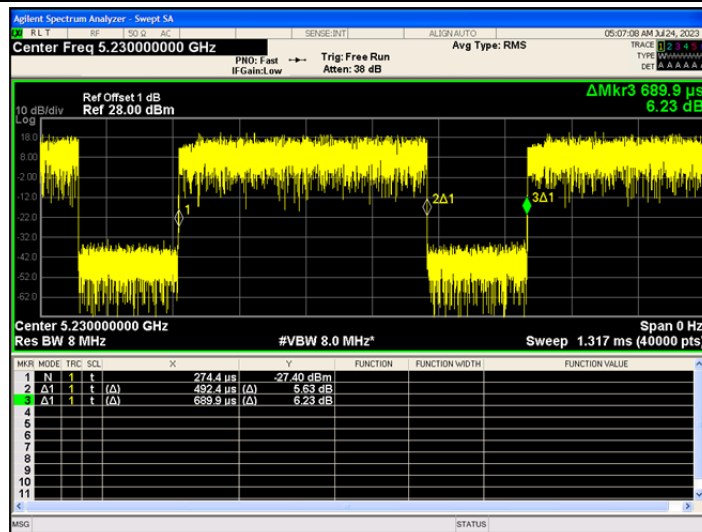 Agilent Spectrum Analyzer - Swept SA
R L T RF 50 Ω AC SENSE:INT ALIGNAUTO 05:07:08 AM Jul 24, 2023
Center Freq 5.230000000 GHz Avg Type: RMS TRACE 1 2 3 4 5
PNO: Fast Trig: Free Run TYPE
IFGain:Low Atten: 38 dB DET A A A A A
ΔMkr3 689.9 µs
6.23 dB
Ref Offset 1 dB
10 dB/div Ref 28.00 dBm
Log
18.0
8.00
-2.00
-12.0
-22.0
-32.0
-42.0
-52.0
-62.0
1
2Δ1
3Δ1
Center 5.230000000 GHz Span 0 Hz
Res BW 8 MHz #VBW 8.0 MHz* Sweep 1.317 ms (40000 pts)
MKR MODE TRC SCL X Y FUNCTION FUNCTION WIDTH FUNCTION VALUE
1 N 1 t 274.4 µs -27.40 dBm
2 Δ1 1 t (Δ) 492.4 µs (Δ) 5.63 dB
3 Δ1 1 t (Δ) 689.9 µs (Δ) 6.23 dB
4
5
6
7
8
9
10
11
MSG STATUS